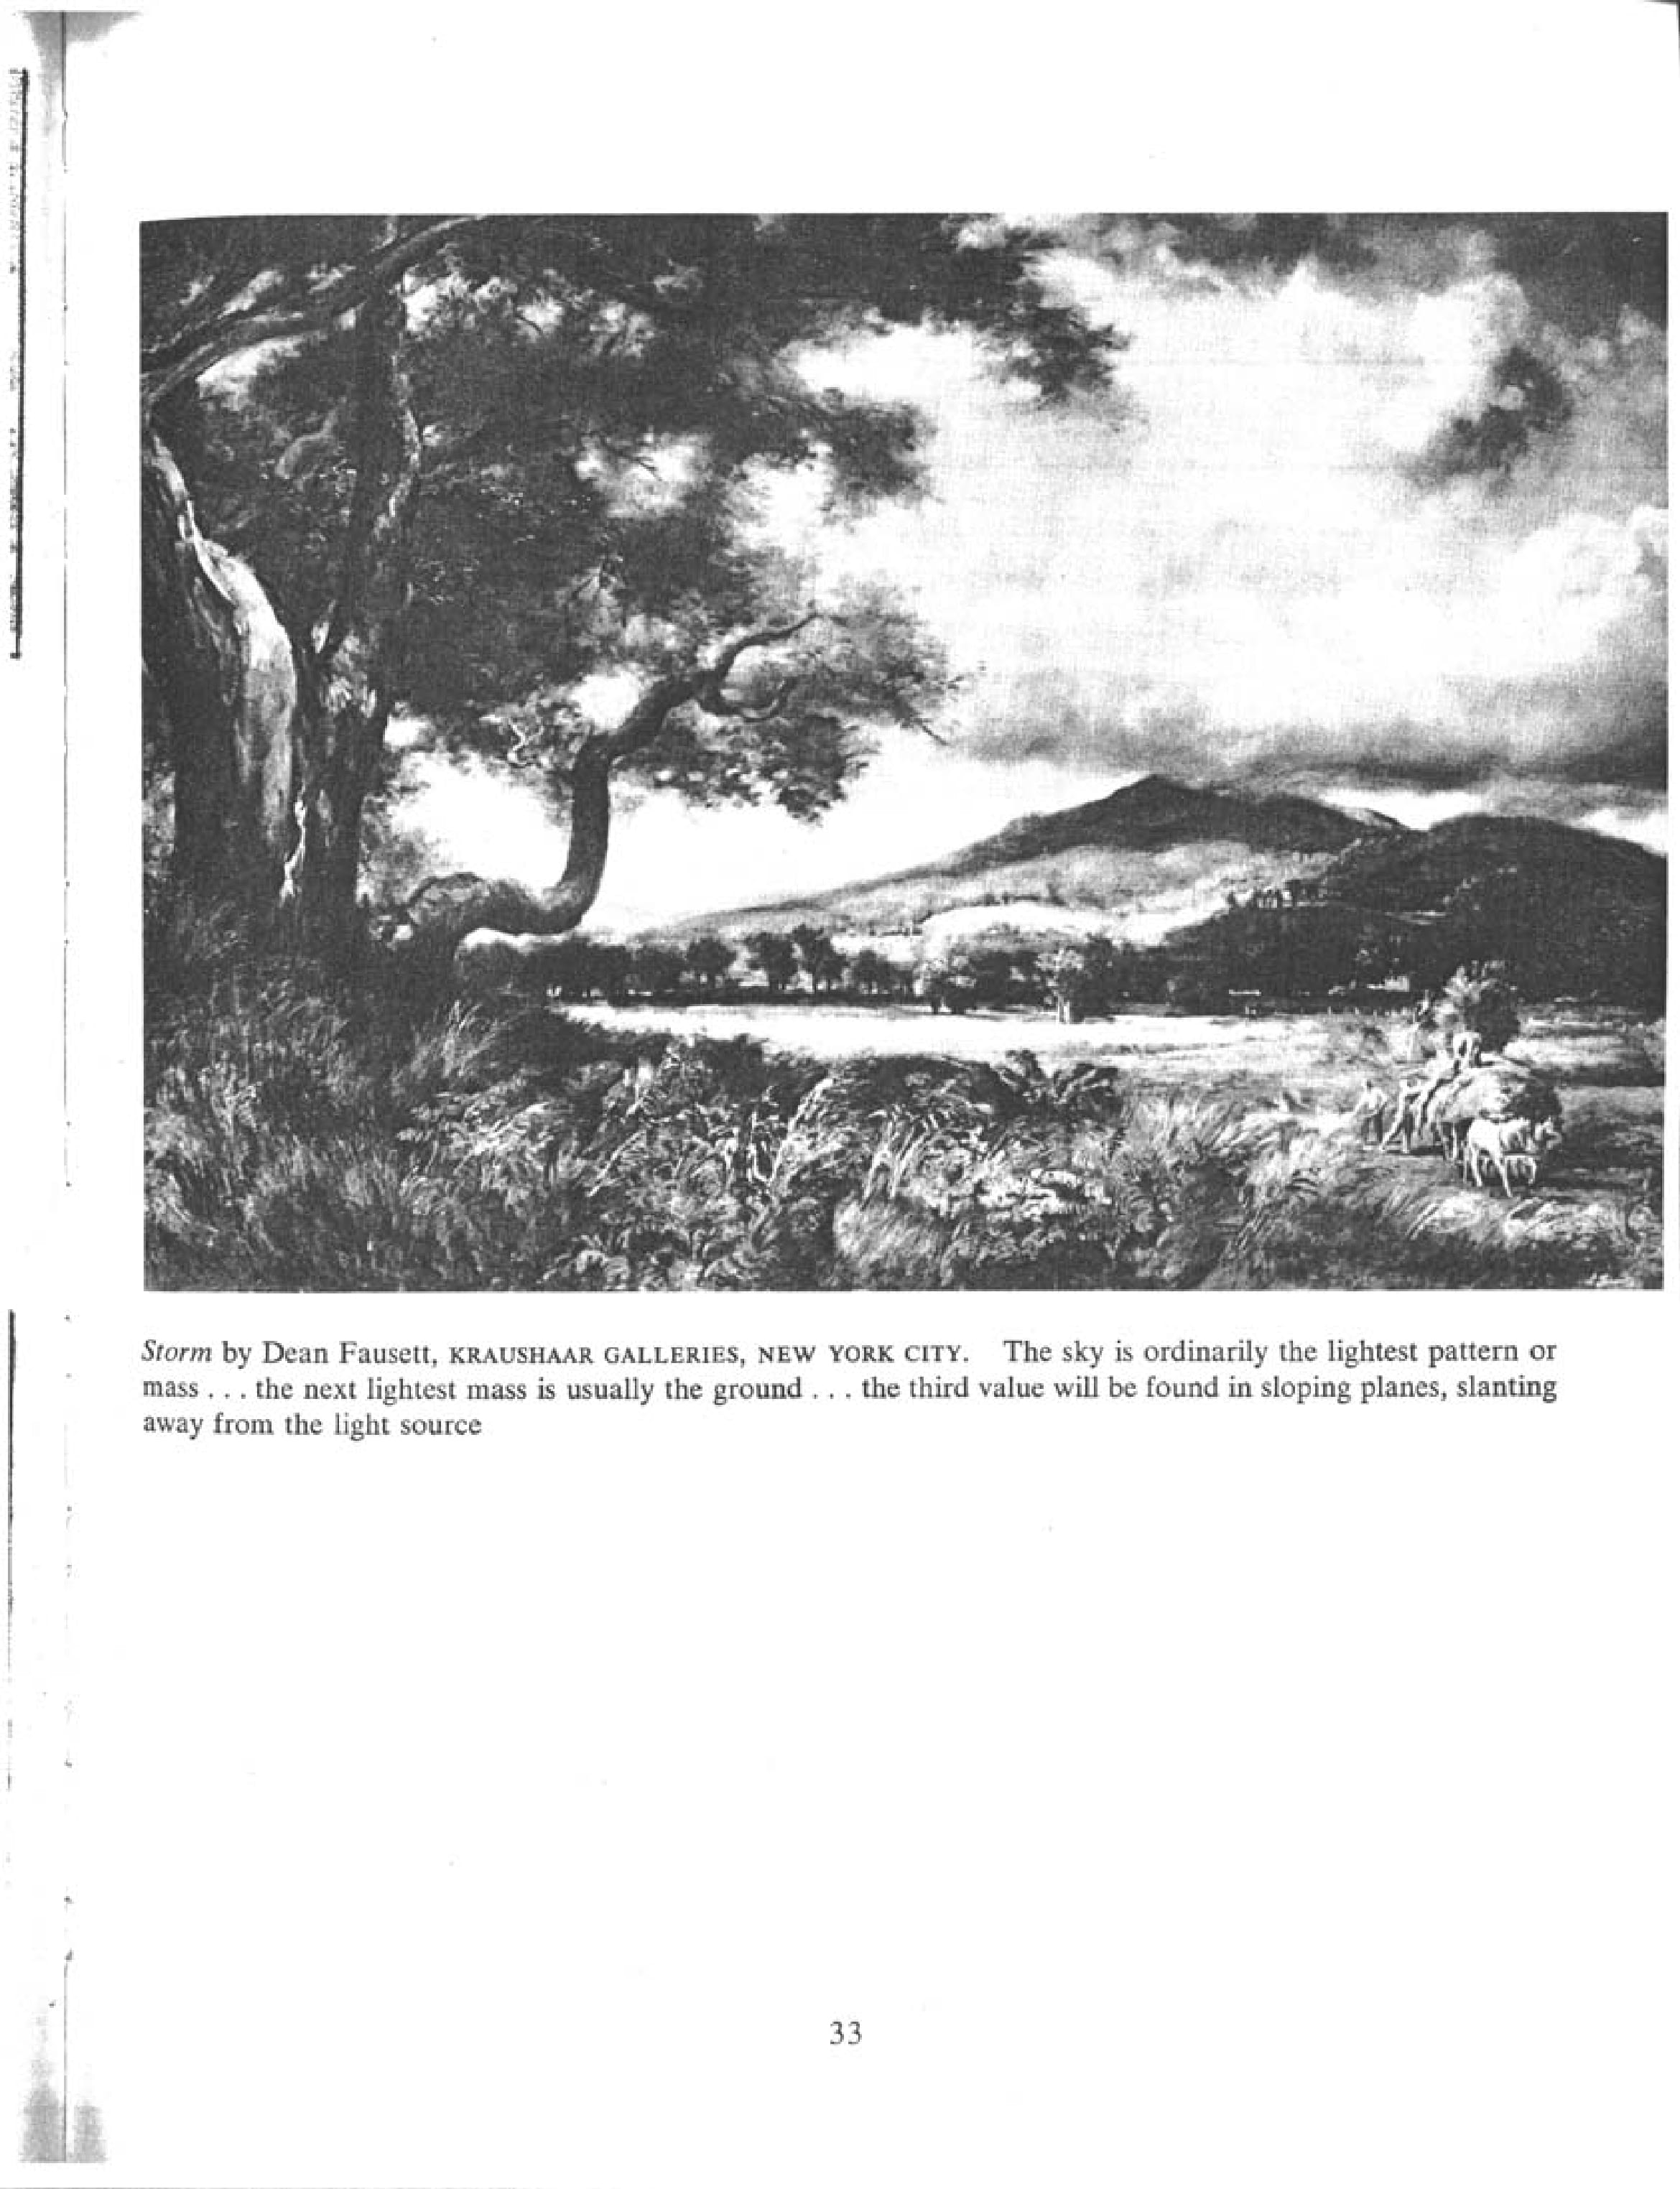 Storm by Dean Fausett, KRAUSHAAR GALLERIES, NEW YORK CITY. The sky is ordinarily the lightest pattern or
mass . . . the next lightest mass is usually the ground . . . the third value will be found in sloping planes, slanting
away from the light source
33